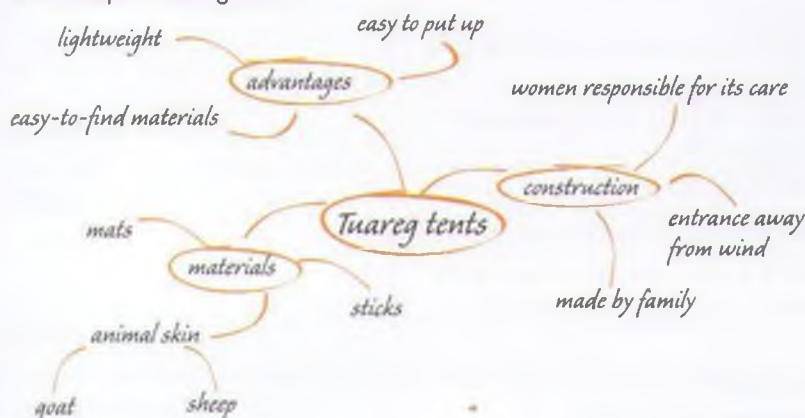 easy to put up
lightweight
advantages
women responsible for its care
easy-to-find materials
construction
Tuareg tents
entrance away
from wind
mats
materials
made by family
sticks
animal skin
goat
sheep